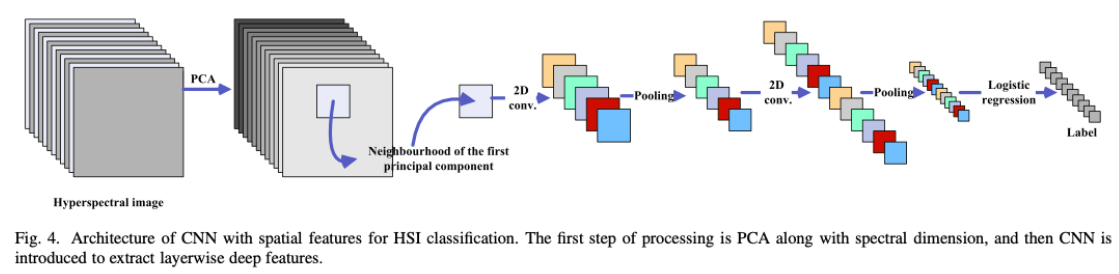 PCA
2D
conv.
Pooling
2D
conv.
Pooling
Logistic
regression
Label
Neighbourhood of the first
principal component
Hyperspectral image
Fig. 4. Architecture of CNN with spatial features for HSI classification. The first step of processing is PCA along with spectral dimension, and then CNN is
introduced to extract layerwise deep features.